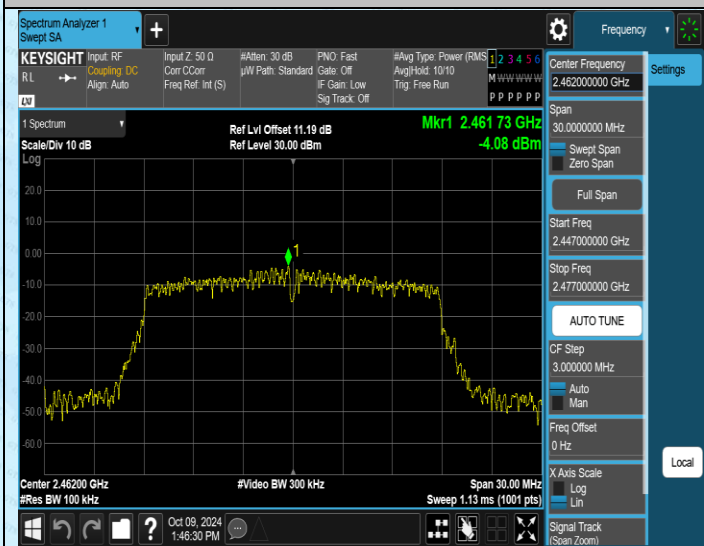 Spectrum Analyzer 1
Swept SA
Frequency
KEYSIGHT
R L
LXI
Input: RF
Coupling: DC
Align: Auto
Input Z: 50 Ω
Corr CCorr
Freq Ref: Int (S)
#Atten: 30 dB
µW Path: Standard
PNO: Fast
Gate: Off
IF Gain: Low
Sig Track: Off
#Avg Type: Power (RMS
Avg|Hold: 10/10
Trig: Free Run
1 2 3 4 5 6
M W W W W W
P P P P P P
1 Spectrum
Scale/Div 10 dB
Ref Lvl Offset 11.19 dB
Ref Level 30.00 dBm
Mkr1 2.461 73 GHz
-4.08 dBm
Log
20.0
10.0
0.00
-10.0
-20.0
-30.0
-40.0
-50.0
-60.0
1
Center 2.46200 GHz
#Res BW 100 kHz
#Video BW 300 kHz
Span 30.00 MHz
Sweep 1.13 ms (1001 pts)
Oct 09, 2024
1:46:30 PM
?
Center Frequency
2.462000000 GHz
Settings
Span
30.0000000 MHz
Swept Span
Zero Span
Full Span
Start Freq
2.447000000 GHz
Stop Freq
2.477000000 GHz
AUTO TUNE
CF Step
3.000000 MHz
Auto
Man
Freq Offset
0 Hz
X Axis Scale
Log
Lin
Local
Signal Track
(Span Zoom)